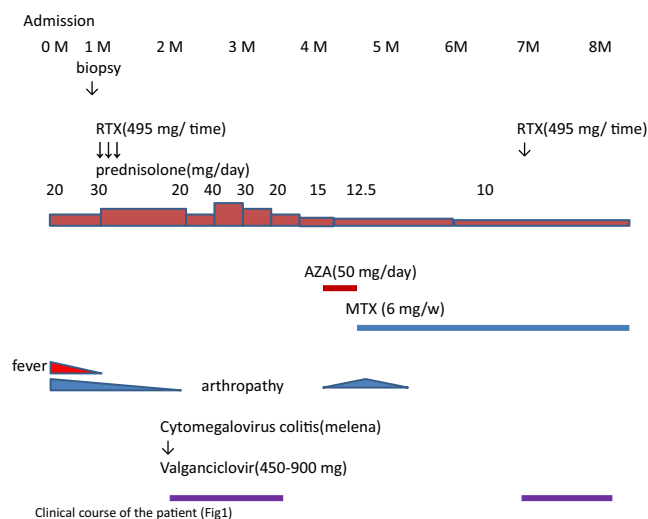 Admission
0 M 1 M 2 M 3 M 4 M 5 M 6M 7M 8M
biopsy
RTX(495 mg/ time) RTX(495 mg/ time)
prednisolone(mg/day)
20 30 20 40 30 20 15 12.5 10
AZA(50 mg/day)
MTX (6 mg/w)
fever
arthropathy
Cytomegalovirus colitis(melena)
Valganciclovir(450-900 mg)
Clinical course of the patient (Fig1)